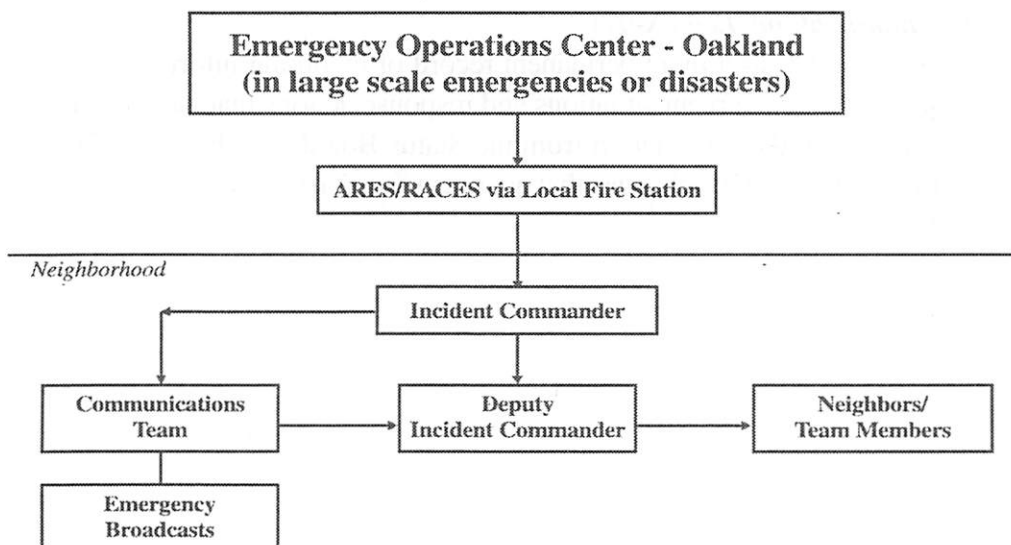 Emergency Operations Center - Oakland
(in large scale emergencies or disasters)
ARES/RACES via Local Fire Station
Neighborhood
Incident Commander
Communications
Team
Deputy
Incident Commander
Neighbors/
Team Members
Emergency
Broadcasts